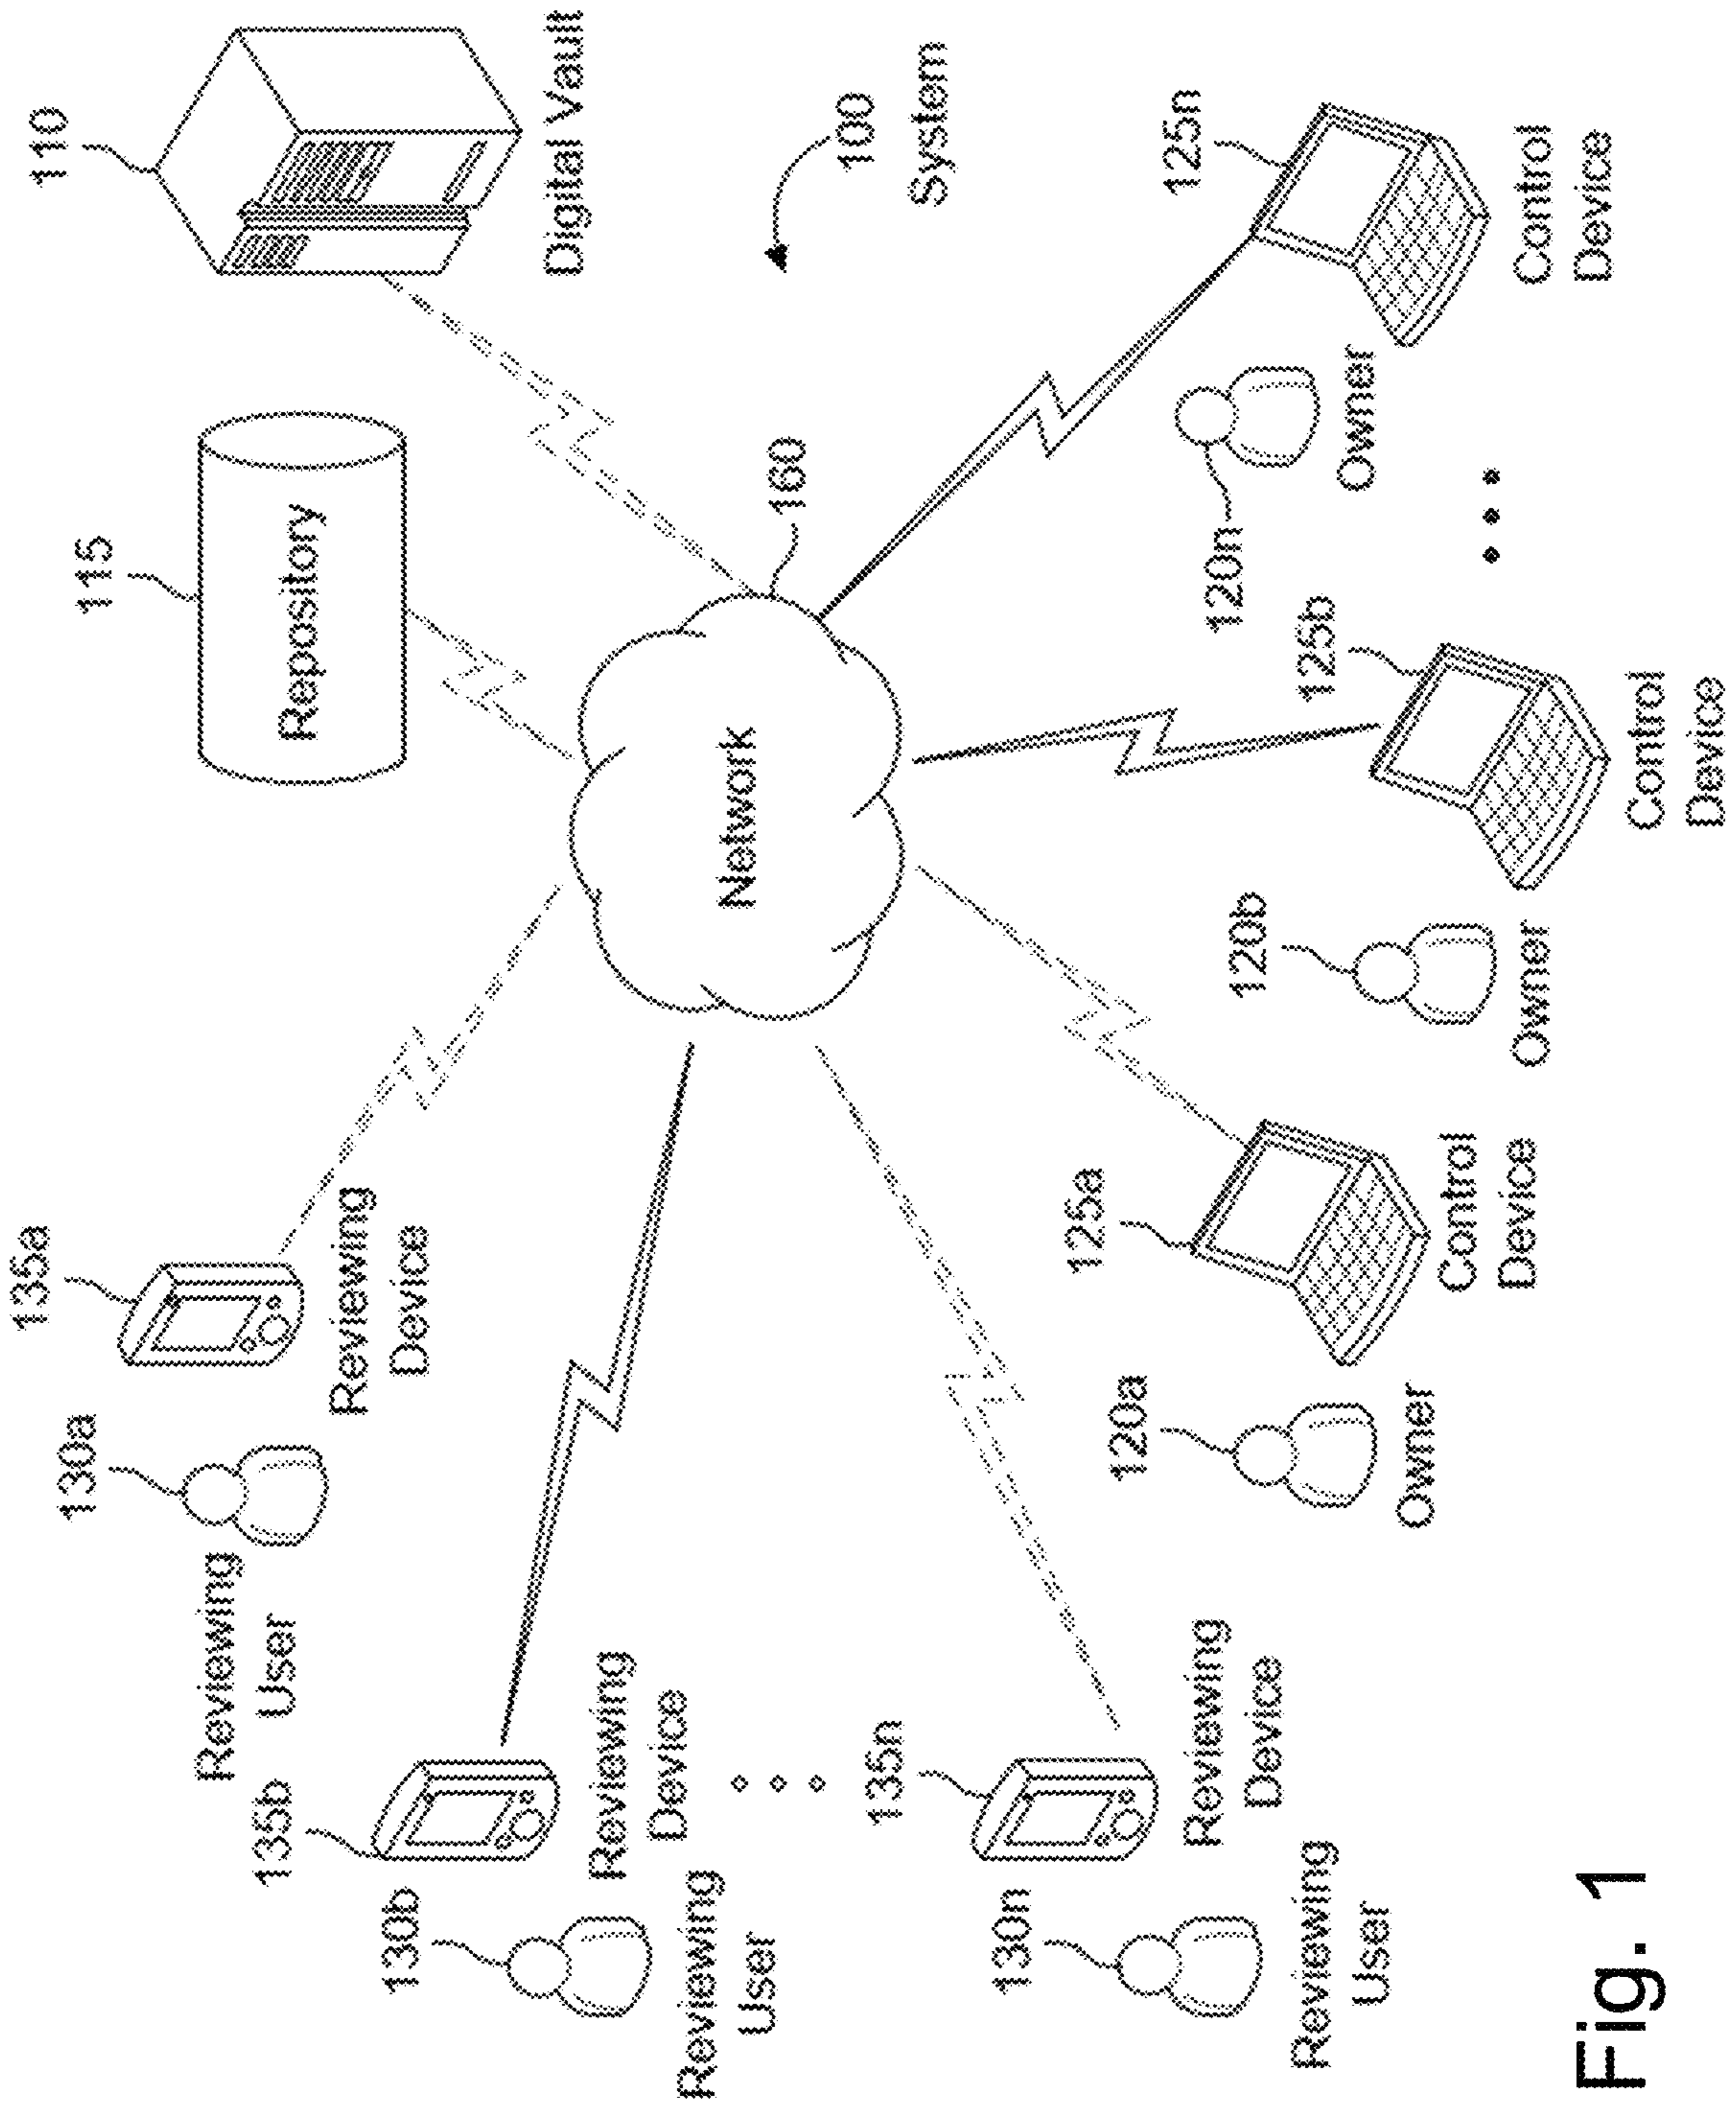 135a
130a
Reviewing
User
Reviewing
Device
115
Repository
110
Digital Vault
135b
130b
Reviewing
User
Reviewing
Device
Network
160
100
System
135n
130n
Reviewing
User
Reviewing
Device
120a
Owner
125a
Control
Device
120b
Owner
125b
Control
Device
120n
Owner
125n
Control
Device
Fig. 1